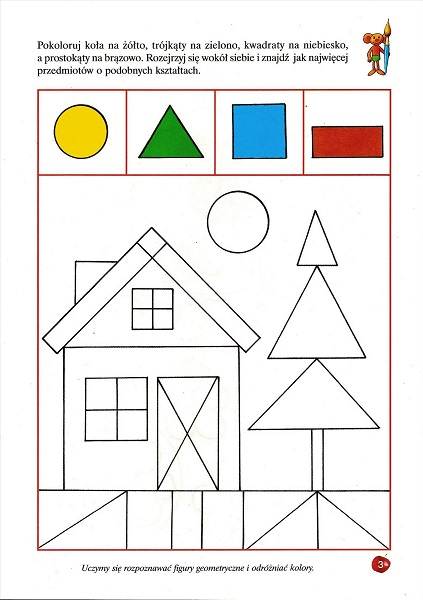 Pokoloruj koła na żółto, trójkąty na zielono, kwadraty na niebiesko,
a prostokąty na brązowo. Rozejrzyj się wokół siebie i znajdź jak najwięcej
przedmiotów o podobnych kształtach.
Uczymy się rozpoznawać figury geometryczne i odróżniać kolory.
3